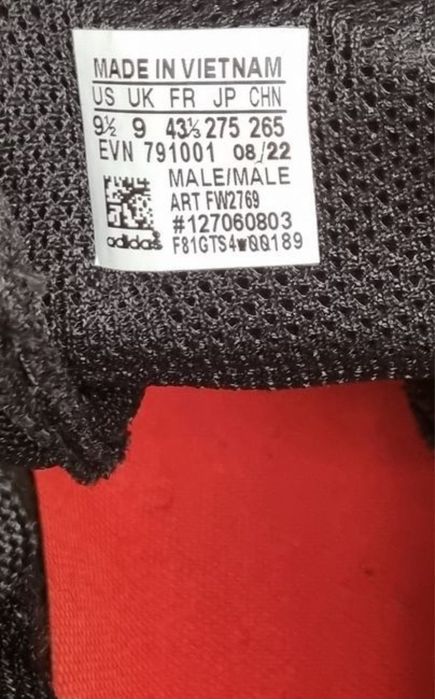 MADE IN VIETNAM
US UK FR JP CHN
9½ 9 43⅓ 275 265
EVN 791001 08/22
MALE/MALE
ART FW2769
#127060803
adidas